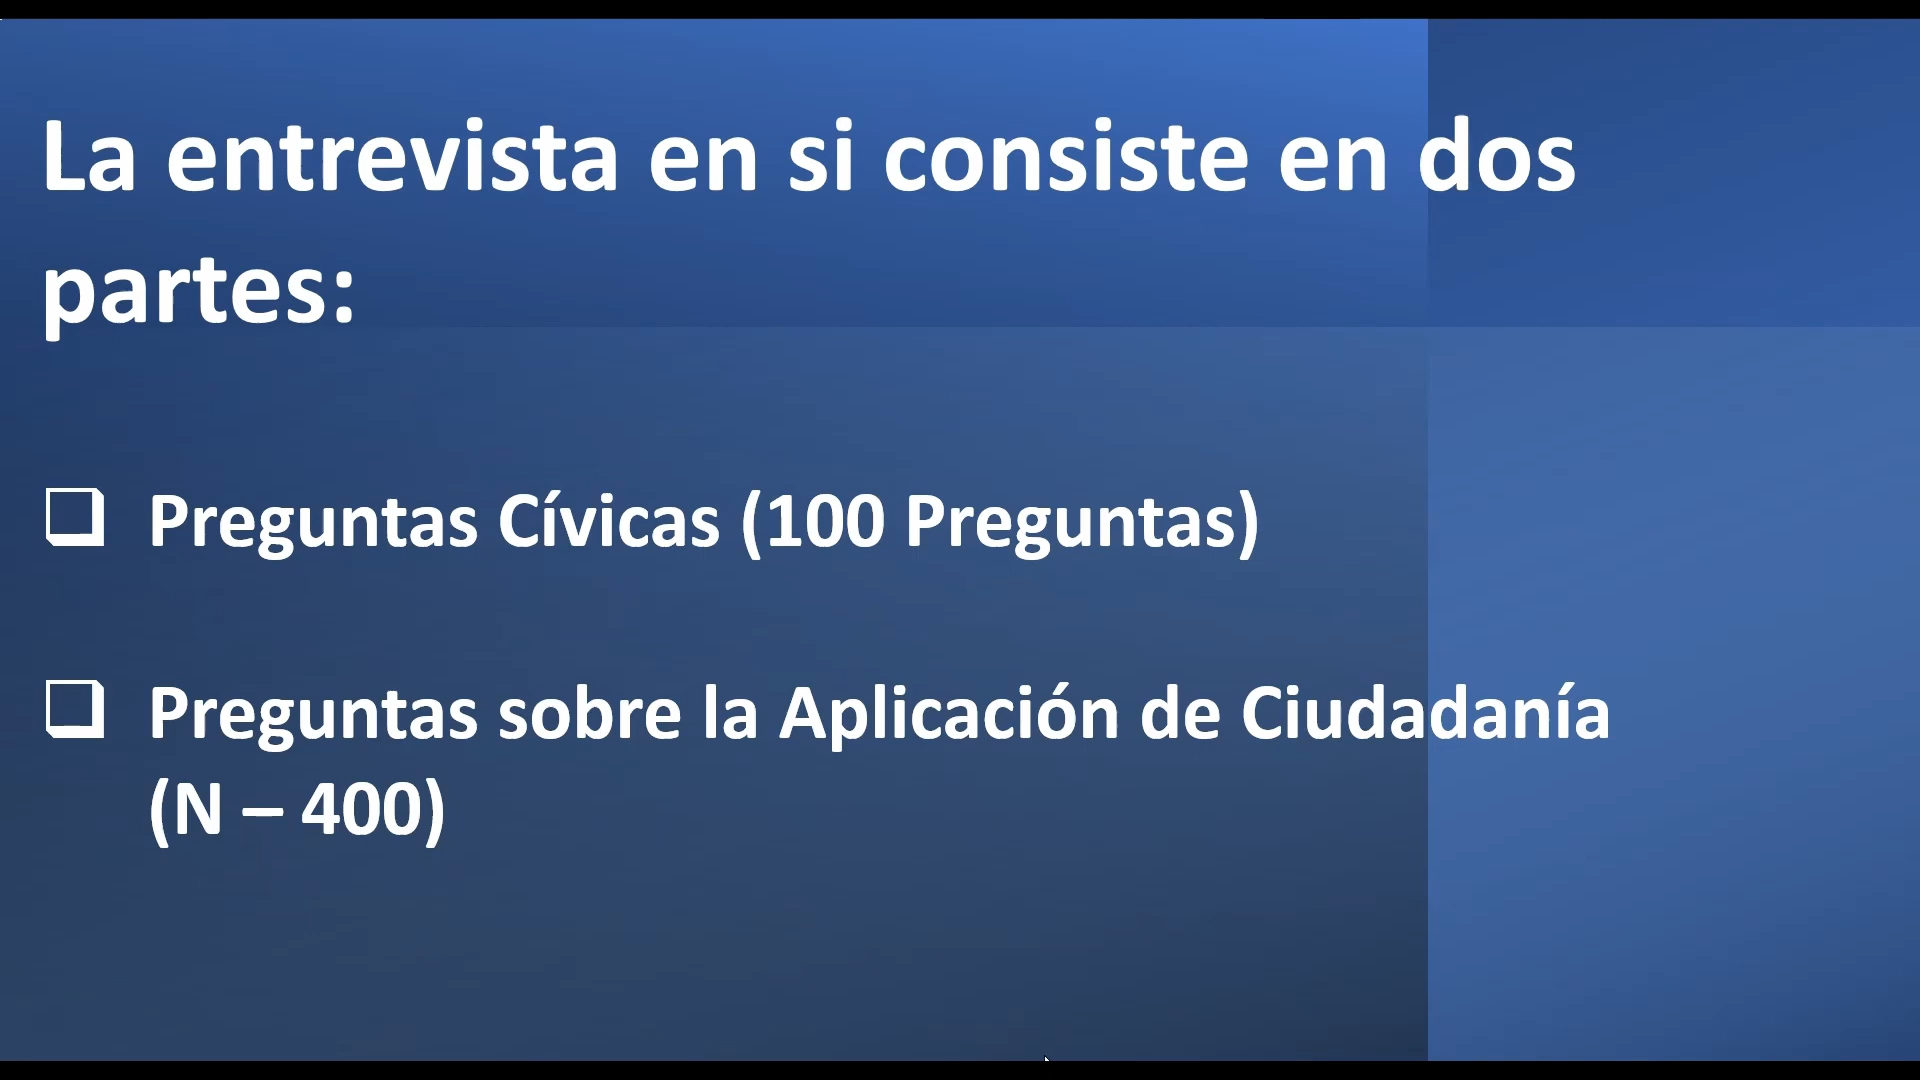 La entrevista en si consiste en dos
partes:
❑ Preguntas Cívicas (100 Preguntas)
❑ Preguntas sobre la Aplicación de Ciudadanía
(N – 400)